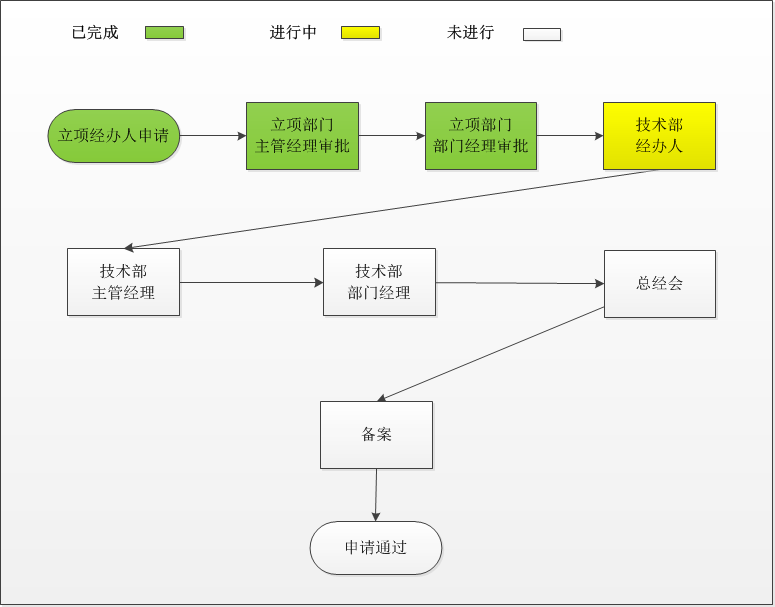 已完成
进行中
未进行
立项经办人申请
立项部门
主管经理审批
立项部门
部门经理审批
技术部
经办人
技术部
主管经理
技术部
部门经理
总经会
备案
申请通过